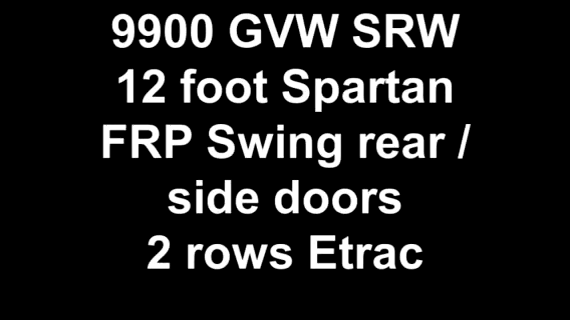 9900 GVW SRW
12 foot Spartan
FRP Swing rear /
side doors
2 rows Etrac